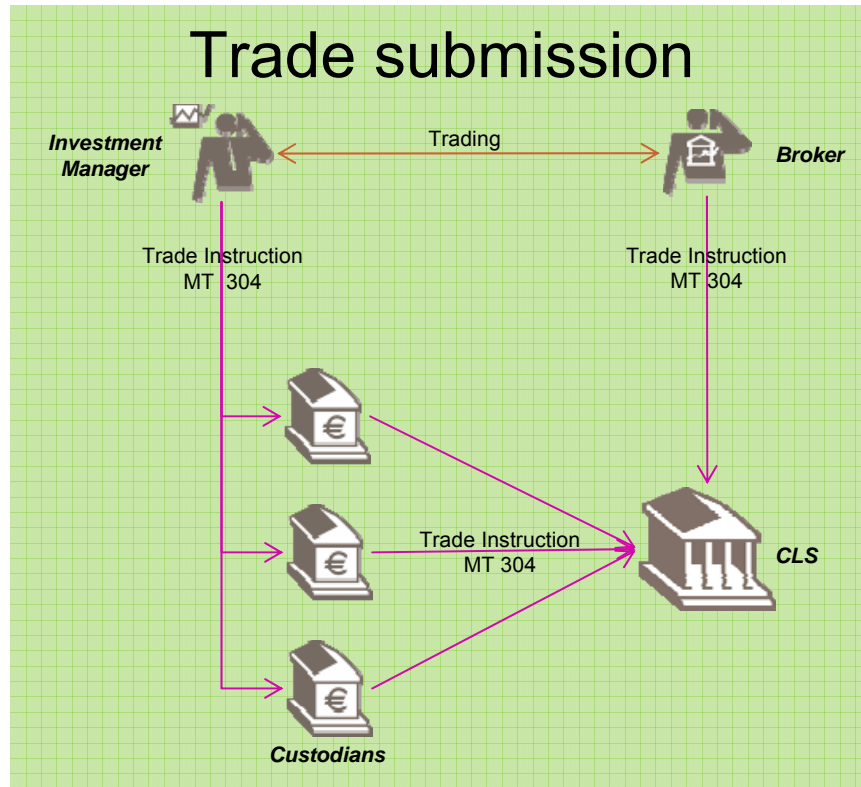 Trade submission
Investment
Manager
Trading
Broker
Trade Instruction
MT 304
Trade Instruction
MT 304
€
€
Trade Instruction
MT 304
CLS
€
Custodians